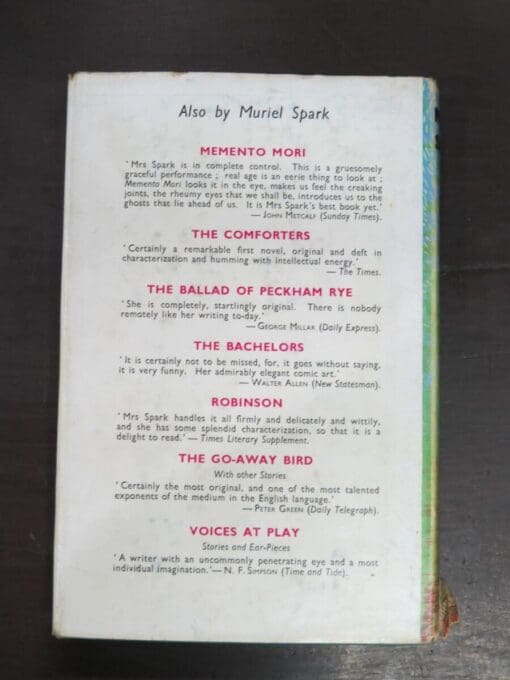 Also by Muriel Spark
MEMENTO MORI
' Mrs Spark is in complete control. This is a gruesomely
graceful performance ; real age is an eerie thing to look at ;
Memento Mori looks it in the eye, makes us feel the creaking
joints, the rheumy eyes that we shall be, introduces us to the
ghosts that lie ahead of us. It is Mrs Spark's best book yet.'
— JOHN METCALF (Sunday Times).
THE COMFORTERS
' Certainly a remarkable first novel, original and deft in
characterization and humming with intellectual energy.'
— The Times.
THE BALLAD OF PECKHAM RYE
' She is completely, startlingly original. There is nobody
remotely like her writing to-day.'
— GEORGE MILLAR (Daily Express).
THE BACHELORS
' It is certainly not to be missed, for, it goes without saying,
it is very funny. Her admirably elegant comic art.'
— WALTER ALLEN (New Statesman).
ROBINSON
' Mrs Spark handles it all firmly and delicately and wittily,
and she has some splendid characterization, so that it is a
delight to read.' — Times Literary Supplement.
THE GO-AWAY BIRD
With other Stories
' Certainly the most original, and one of the most talented
exponents of the medium in the English language.'
— PETER GREEN (Daily Telegraph).
VOICES AT PLAY
Stories and Ear-Pieces
' A writer with an uncommonly penetrating eye and a most
individual imagination.' — N. F. SIMPSON (Time and Tide).